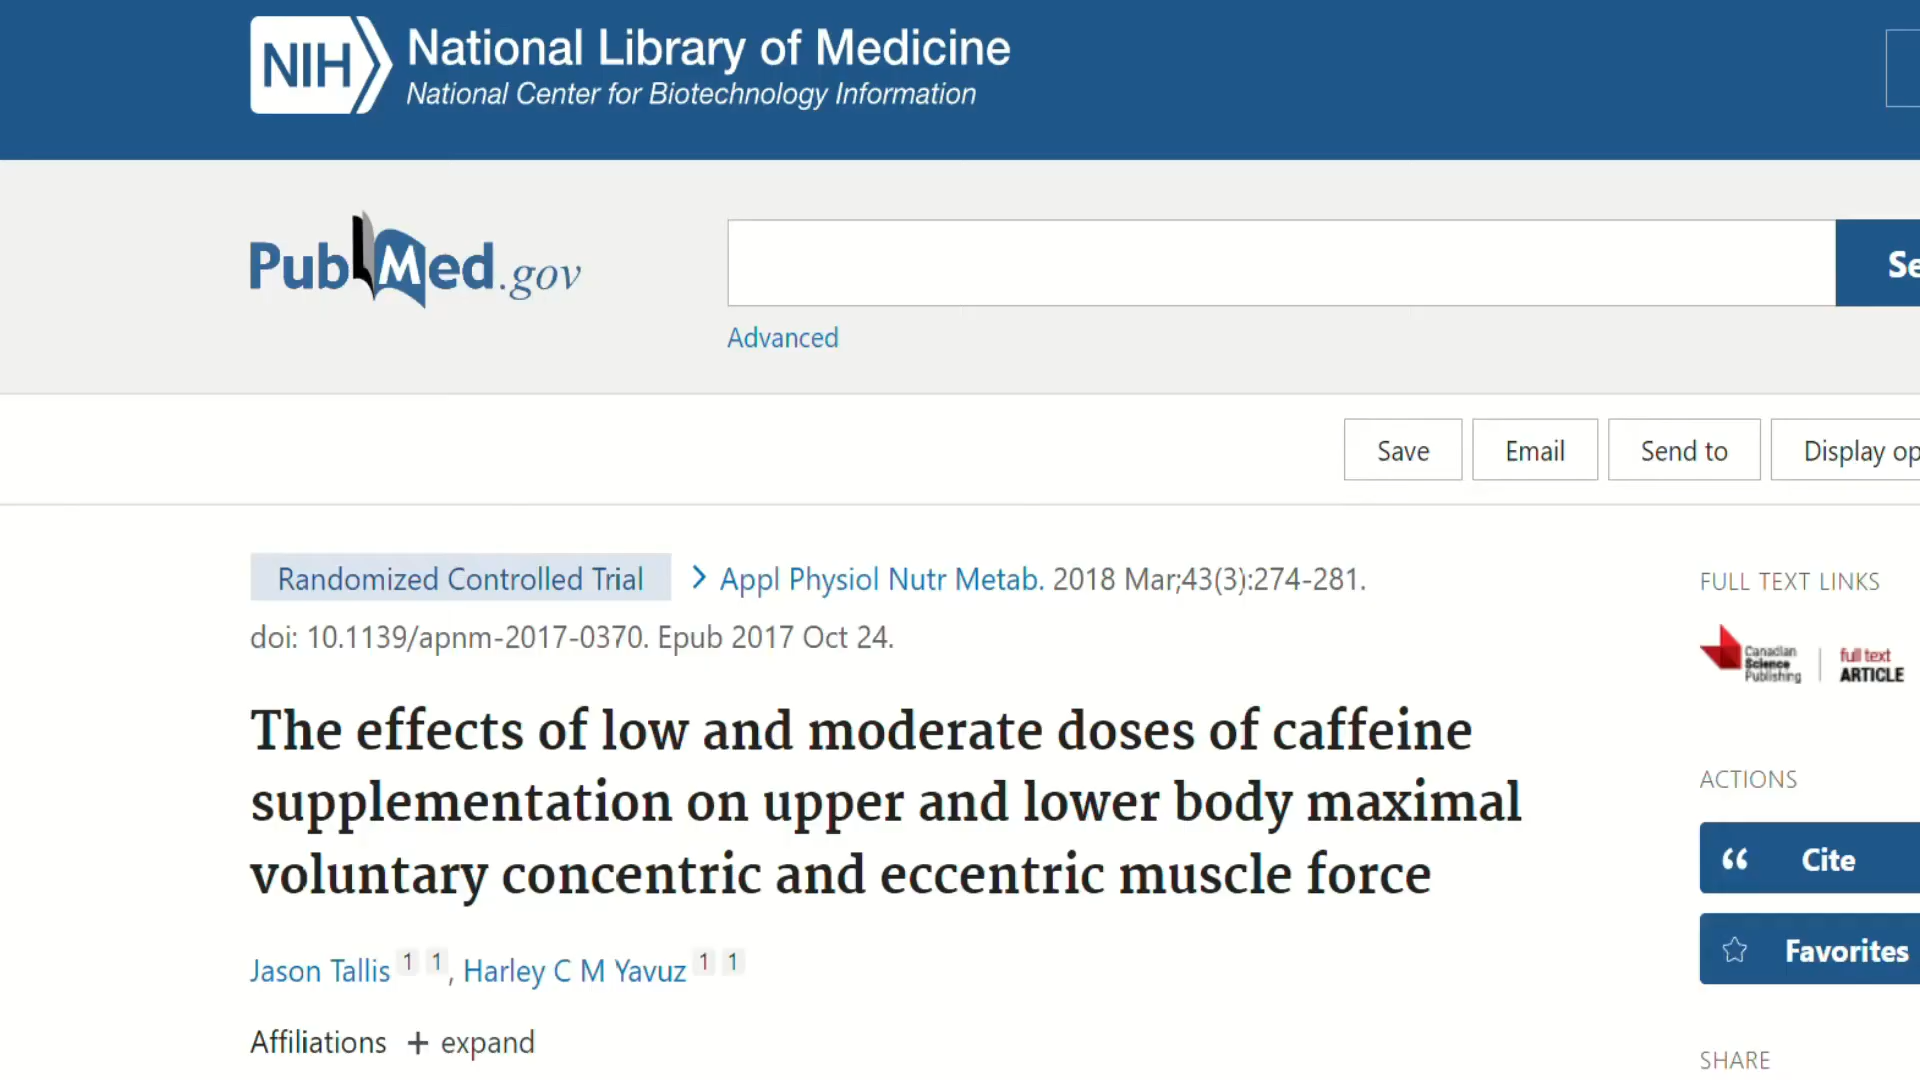 NIH National Library of Medicine
National Center for Biotechnology Information
PubMed.gov
Advanced
Save Email Send to Display op
Randomized Controlled Trial > Appl Physiol Nutr Metab. 2018 Mar;43(3):274-281.
doi: 10.1139/apnm-2017-0370. Epub 2017 Oct 24.
The effects of low and moderate doses of caffeine
supplementation on upper and lower body maximal
voluntary concentric and eccentric muscle force
Jason Tallis 1 1, Harley C M Yavuz 1 1
Affiliations + expand
Se
FULL TEXT LINKS
Canadian
Science
Publishing
full text
ARTICLE
ACTIONS
Cite
Favorites
SHARE